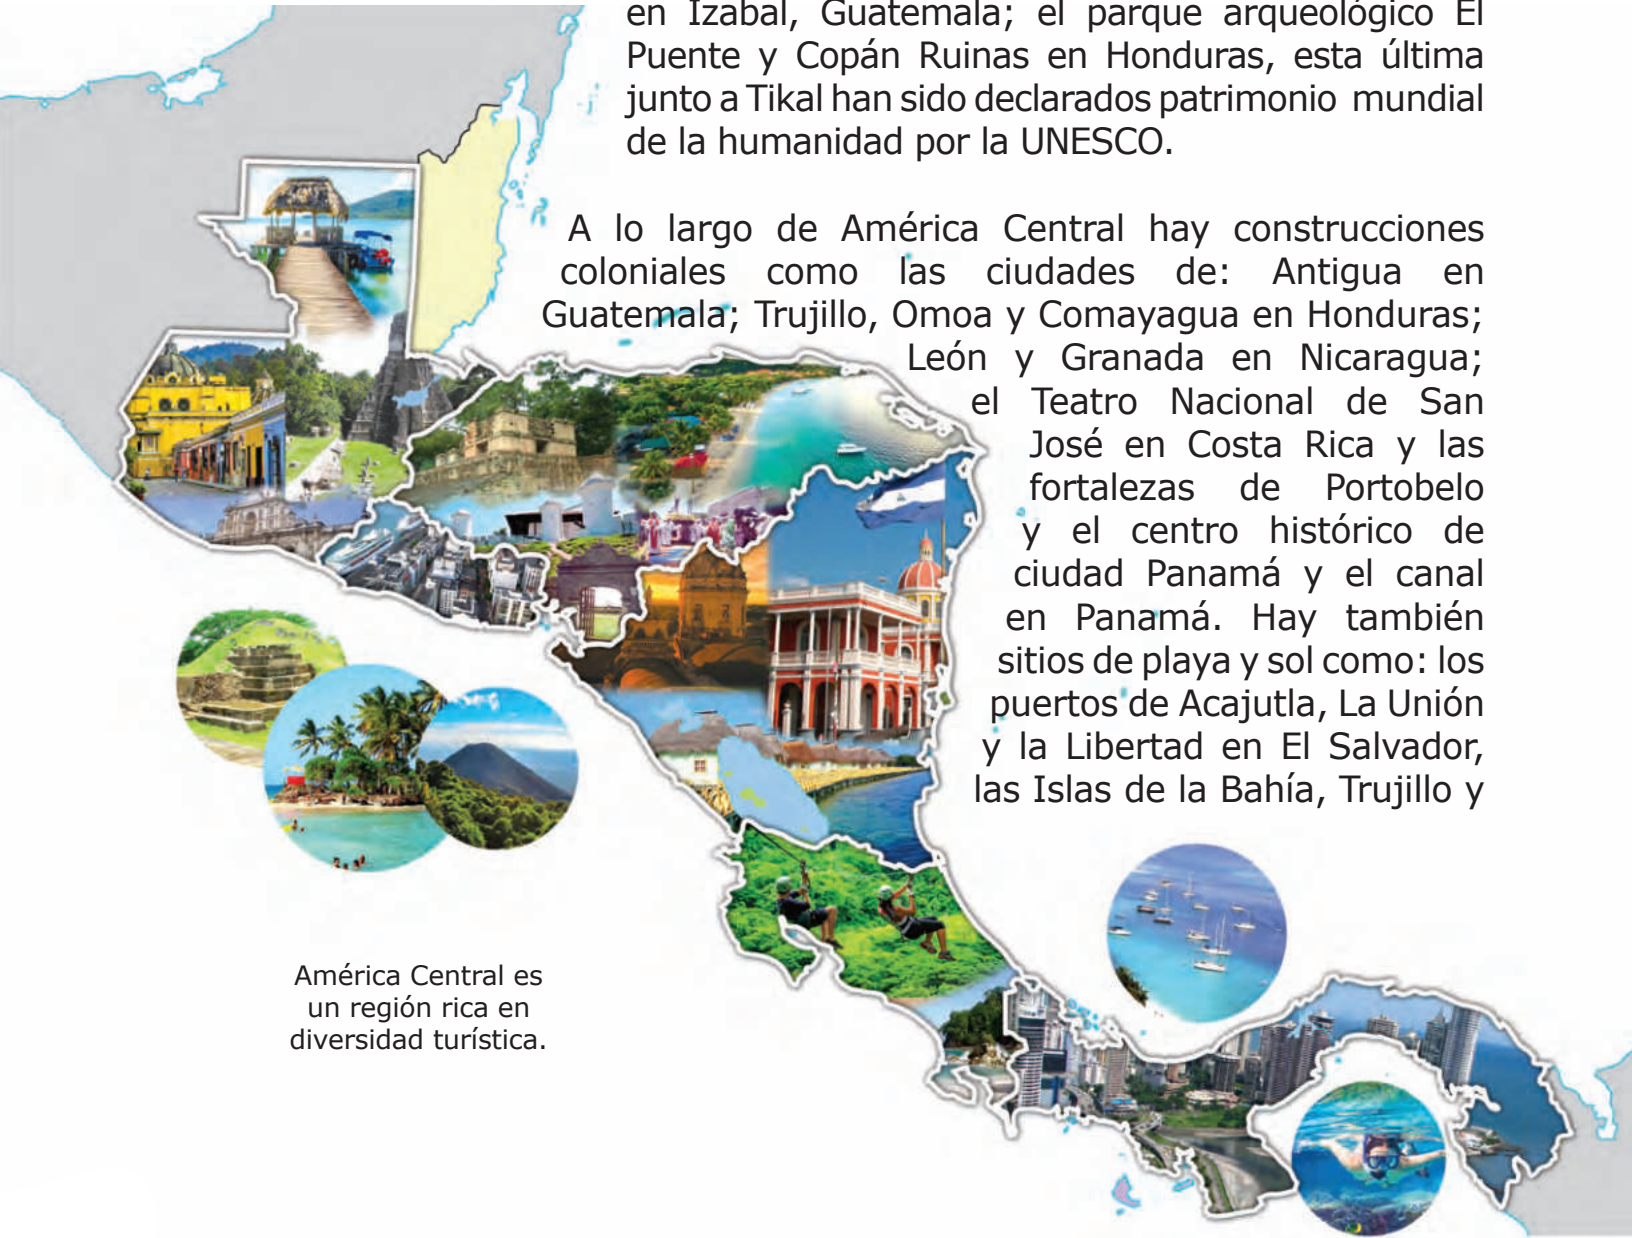 en Izabal, Guatemala; el parque arqueológico El
Puente y Copán Ruinas en Honduras, esta última
junto a Tikal han sido declarados patrimonio mundial
de la humanidad por la UNESCO.
A lo largo de América Central hay construcciones
coloniales como las ciudades de: Antigua en
Guatemala; Trujillo, Omoa y Comayagua en Honduras;
León y Granada en Nicaragua;
el Teatro Nacional de San
José en Costa Rica y las
fortalezas de Portobelo
y el centro histórico de
ciudad Panamá y el canal
en Panamá. Hay también
sitios de playa y sol como: los
puertos de Acajutla, La Unión
y la Libertad en El Salvador,
las Islas de la Bahía, Trujillo y
América Central es
un región rica en
diversidad turística.